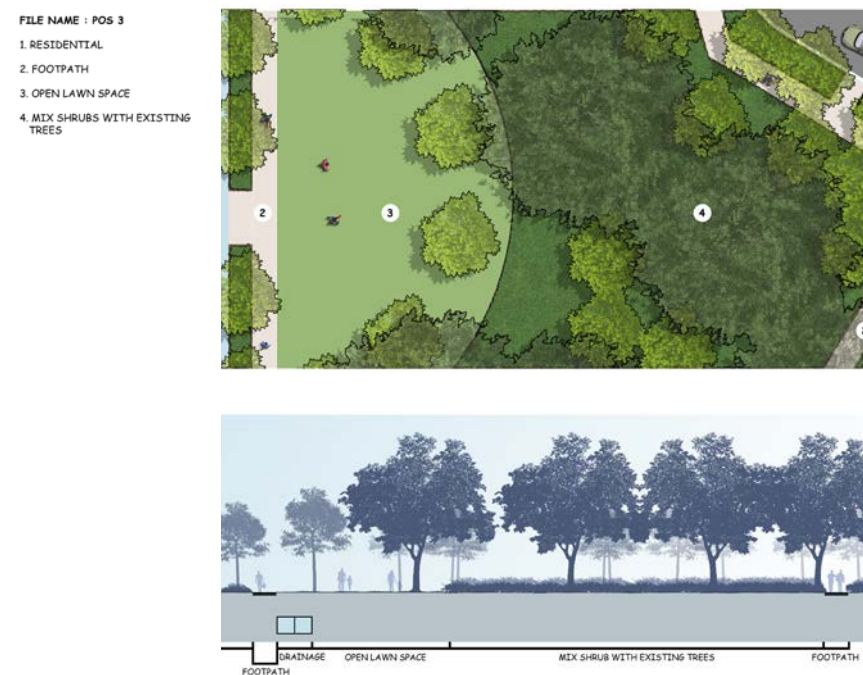 FILE NAME : POS 3
1. RESIDENTIAL
2. FOOTPATH
3. OPEN LAWN SPACE
4. MIX SHRUBS WITH EXISTING
TREES
2
3
4
DRAINAGE
OPEN LAWN SPACE
MIX SHRUB WITH EXISTING TREES
FOOTPATH
FOOTPATH